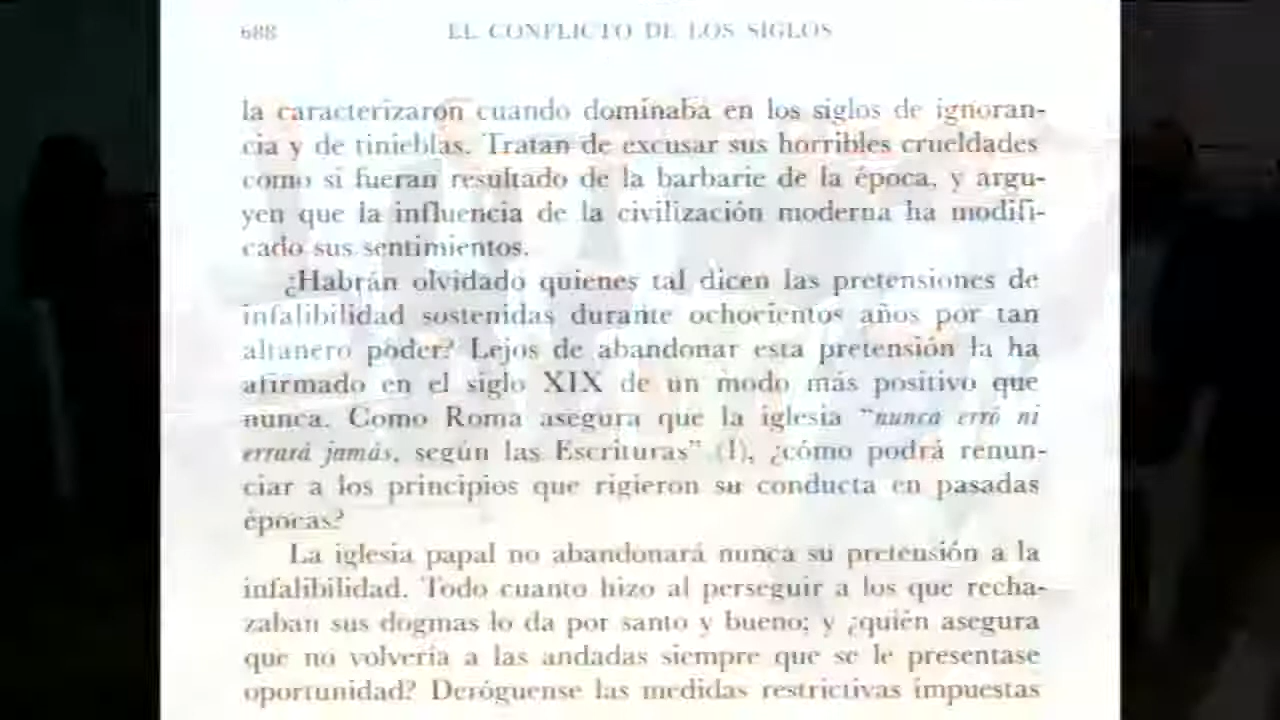 688 EL CONFLICTO DE LOS SIGLOS
la caracterizaron cuando dominaba en los siglos de ignoran-
cia y de tinieblas. Tratan de excusar sus horribles crueldades
como si fueran resultado de la barbarie de la época, y argu-
yen que la influencia de la civilización moderna ha modifi-
cado sus sentimientos.
¿Habrán olvidado quienes tal dicen las pretensiones de
infalibilidad sostenidas durante ochocientos años por tan
altanero poder? Lejos de abandonar esta pretensión la ha
afirmado en el siglo XIX de un modo más positivo que
nunca. Como Roma asegura que la iglesia "nunca erró ni
errará jamás, según las Escrituras" (1), ¿cómo podrá renun-
ciar a los principios que rigieron su conducta en pasadas
épocas?
La iglesia papal no abandonará nunca su pretensión a la
infalibilidad. Todo cuanto hizo al perseguir a los que recha-
zaban sus dogmas lo da por santo y bueno; y ¿quién asegura
que no volvería a las andadas siempre que se le presentase
oportunidad? Deróguense las medidas restrictivas impuestas